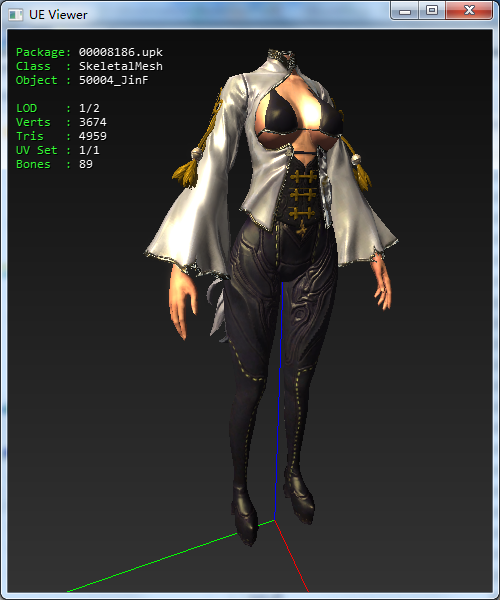 UE Viewer
Package: 00008186.upk
Class  : SkeletalMesh
Object : 50004_JinF
LOD    : 1/2
Verts  : 3674
Tris   : 4959
UV Set : 1/1
Bones  : 89